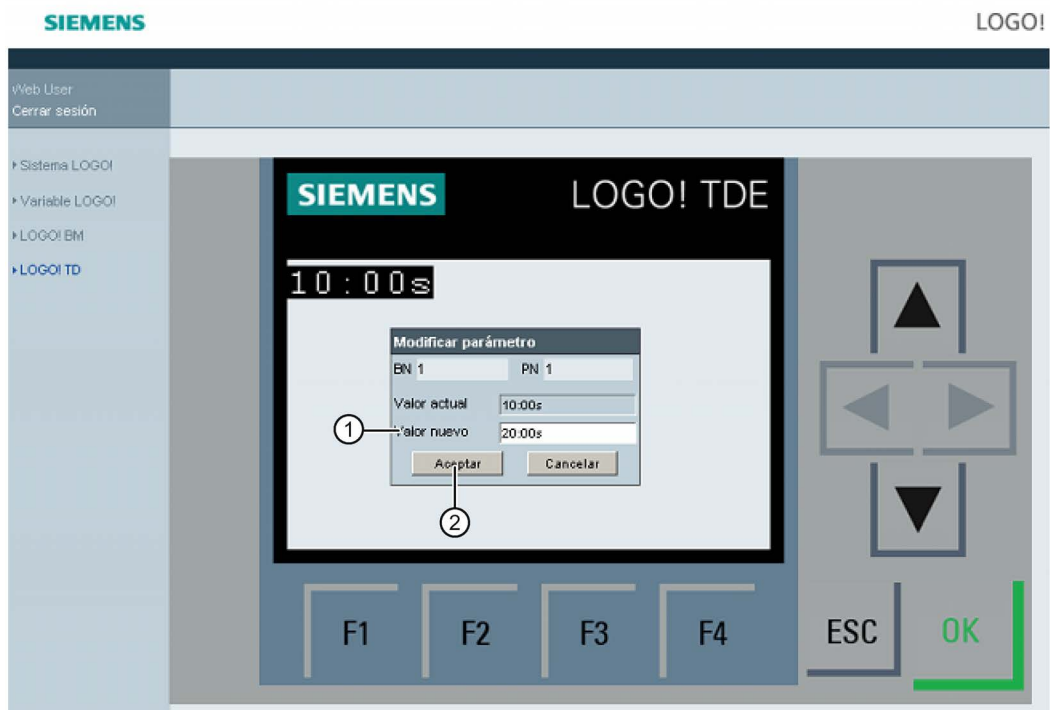 SIEMENS
LOGO!
Web User
Cerrar sesión
Sistema LOGO!
Variable LOGO!
LOGO! BM
LOGO! TD
SIEMENS LOGO! TDE
10:00s
Modificar parámetro
BN 1 PN 1
Valor actual 10:00s
1 Valor nuevo 20:00s
Aceptar Cancelar
2
F1 F2 F3 F4 ESC OK